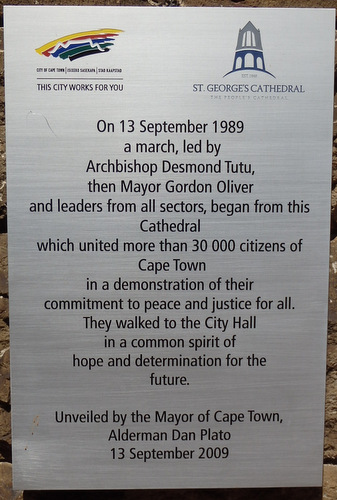 CITY OF CAPE TOWN | ISIXEKO SASEKAPA | STAD KAAPSTAD
THIS CITY WORKS FOR YOU
EST. 1901
ST. GEORGE'S CATHEDRAL
THE PEOPLE'S CATHEDRAL
On 13 September 1989
a march, led by
Archbishop Desmond Tutu,
then Mayor Gordon Oliver
and leaders from all sectors, began from this
Cathedral
which united more than 30 000 citizens of
Cape Town
in a demonstration of their
commitment to peace and justice for all.
They walked to the City Hall
in a common spirit of
hope and determination for the
future.
Unveiled by the Mayor of Cape Town,
Alderman Dan Plato
13 September 2009